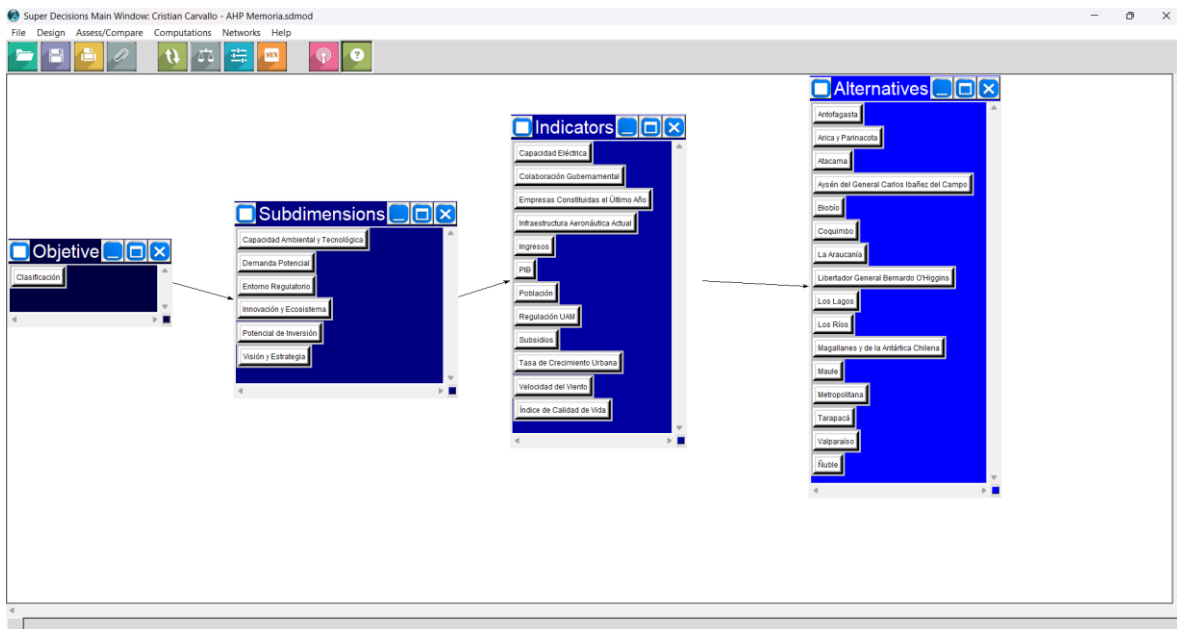 Super Decisions Main Window: Cristian Carvallo - AHP Memoria.sdmod
File Design Assess/Compare Computations Networks Help
SYN
?
Objetive
Clasificación
Subdimensions
Capacidad Ambiental y Tecnológica
Demanda Potencial
Entorno Regulatorio
Innovación y Ecosistema
Potencial de Inversión
Visión y Estrategia
Indicators
Capacidad Eléctrica
Colaboración Gubernamental
Empresas Constituidas el Último Año
Infraestructura Aeronáutica Actual
Ingresos
PIB
Población
Regulación UAM
Subsidios
Tasa de Crecimiento Urbana
Velocidad del Viento
Índice de Calidad de Vida
Alternatives
Antofagasta
Arica y Parinacota
Atacama
Aysén del General Carlos Ibañez del Campo
Biobío
Coquimbo
La Araucanía
Libertador General Bernardo O'Higgins
Los Lagos
Los Ríos
Magallanes y de la Antártica Chilena
Maule
Metropolitana
Tarapacá
Valparaíso
Ñuble